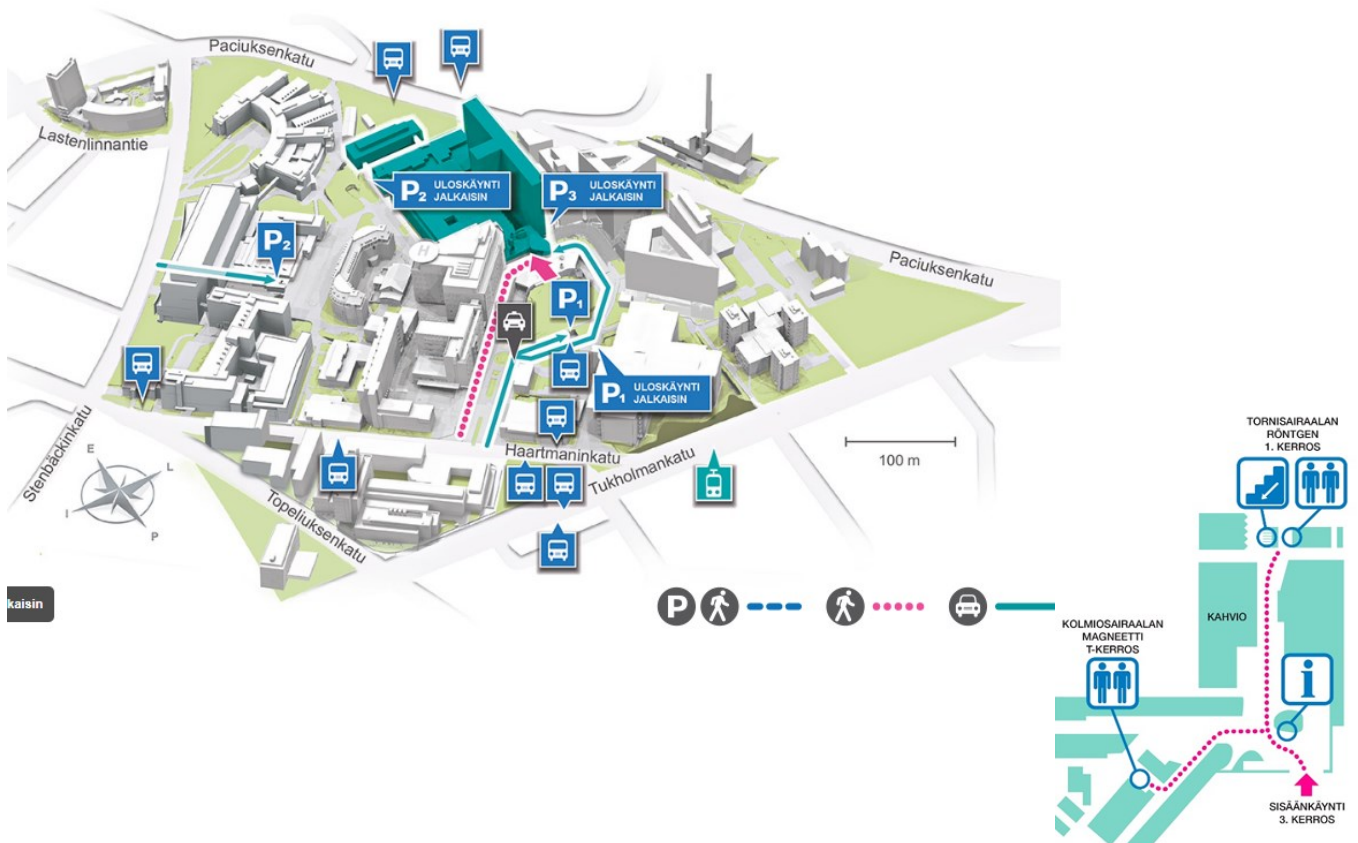 Paciuksenkatu
Lastenlinnantie
P2 ULOSKÄYNTI
JALKAISIN
P3 ULOSKÄYNTI
JALKAISIN
P2
H
Paciuksenkatu
P1
P1 ULOSKÄYNTI
JALKAISIN
Stenbäckinkatu
Haartmaninkatu
Tukholmankatu
100 m
E
L
I
P
Topeliuksenkatu
kaisin
P
TORNISAIRAALAN
RÖNTGEN
1. KERROS
KAHVIO
KOLMIOSAIRAALAN
MAGNEETTI
T-KERROS
i
SISÄÄNKÄYNTI
3. KERROS